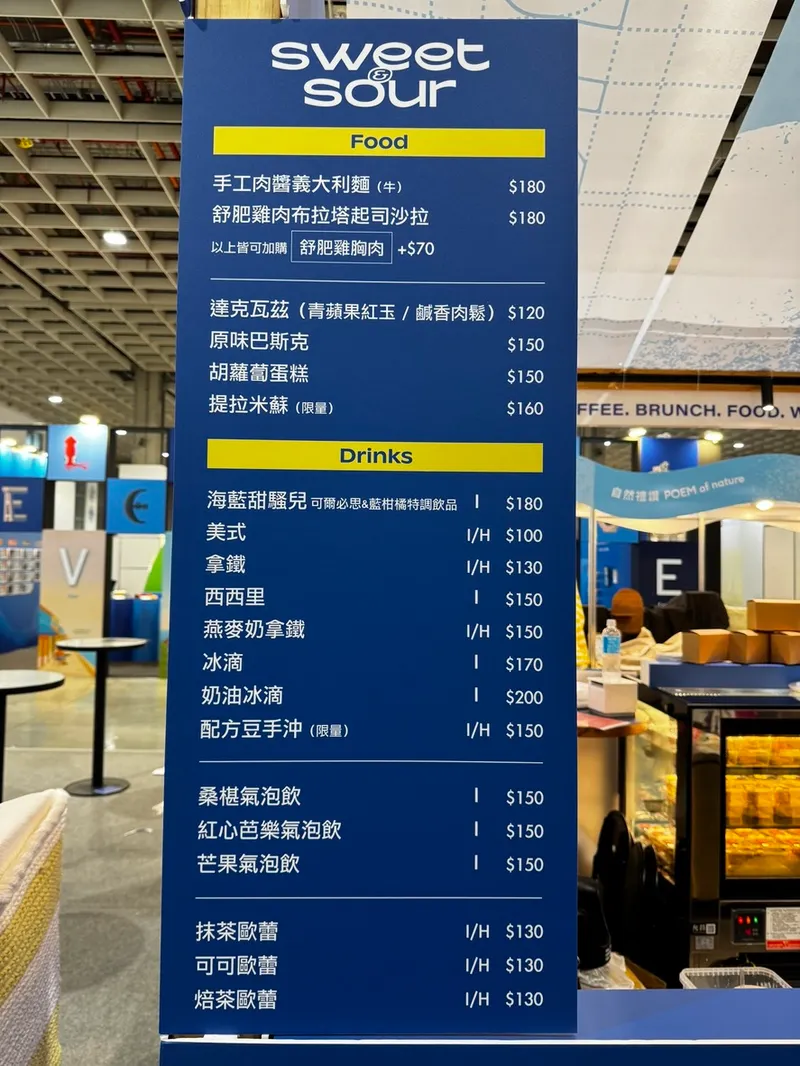 sweet
&
sour
Food
手工肉醬義大利麵（牛） $180
舒肥雞肉布拉塔起司沙拉 $180
以上皆可加購 舒肥雞胸肉 +$70
達克瓦茲（青蘋果紅玉 / 鹹香肉鬆） $120
原味巴斯克 $150
胡蘿蔔蛋糕 $150
提拉米蘇（限量） $160
Drinks
海藍甜騷兒 可爾必思&藍柑橘特調飲品 I $180
美式 I/H $100
拿鐵 I/H $130
西西里 I $150
燕麥奶拿鐵 I/H $150
冰滴 I $170
奶油冰滴 I $200
配方豆手沖（限量） I/H $150
桑椹氣泡飲 I $150
紅心芭樂氣泡飲 I $150
芒果氣泡飲 I $150
抹茶歐蕾 I/H $130
可可歐蕾 I/H $130
焙茶歐蕾 I/H $130
FFEE. BRUNCH. FOOD. W
自然禮讚 POEM of nature
E
V
E